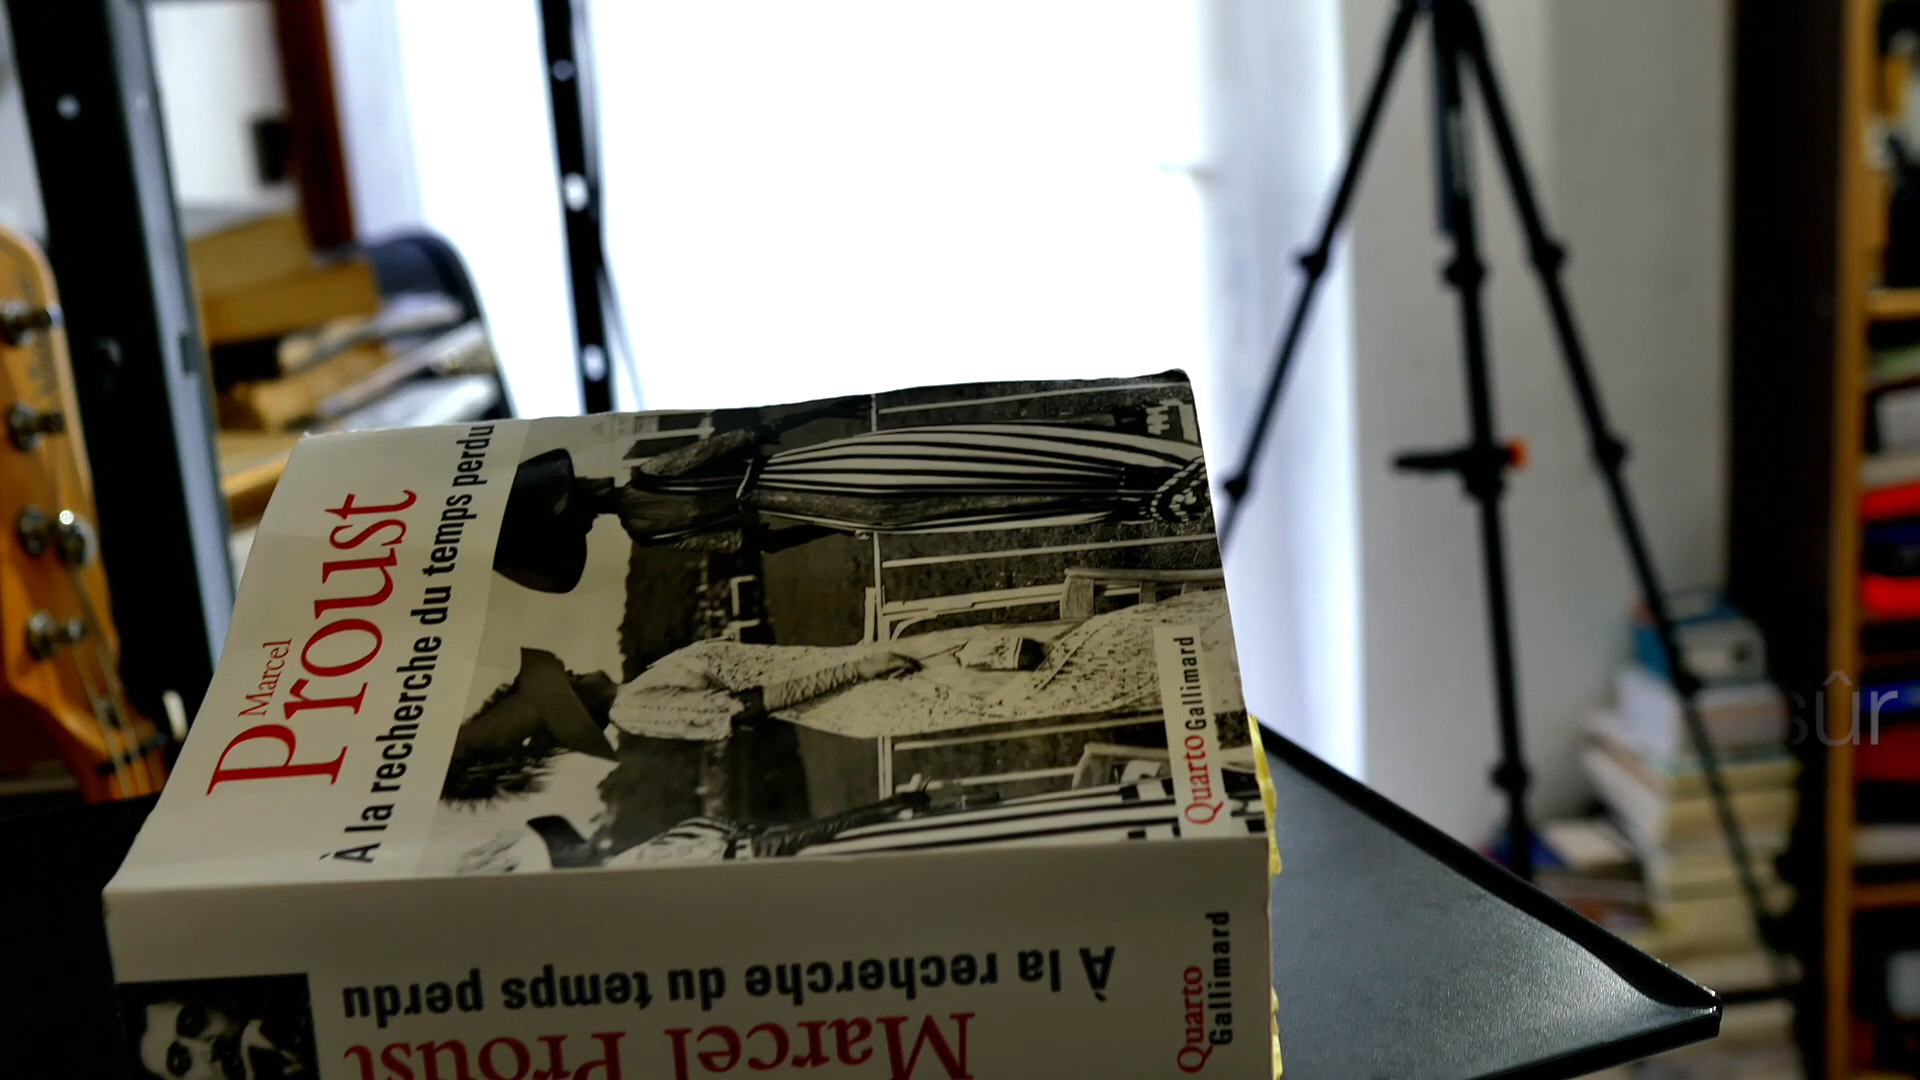 Marcel
Proust
À la recherche du temps perdu
Quarto Gallimard
À la recherche du temps perdu
Marcel Proust
Quarto
Gallimard
sûr